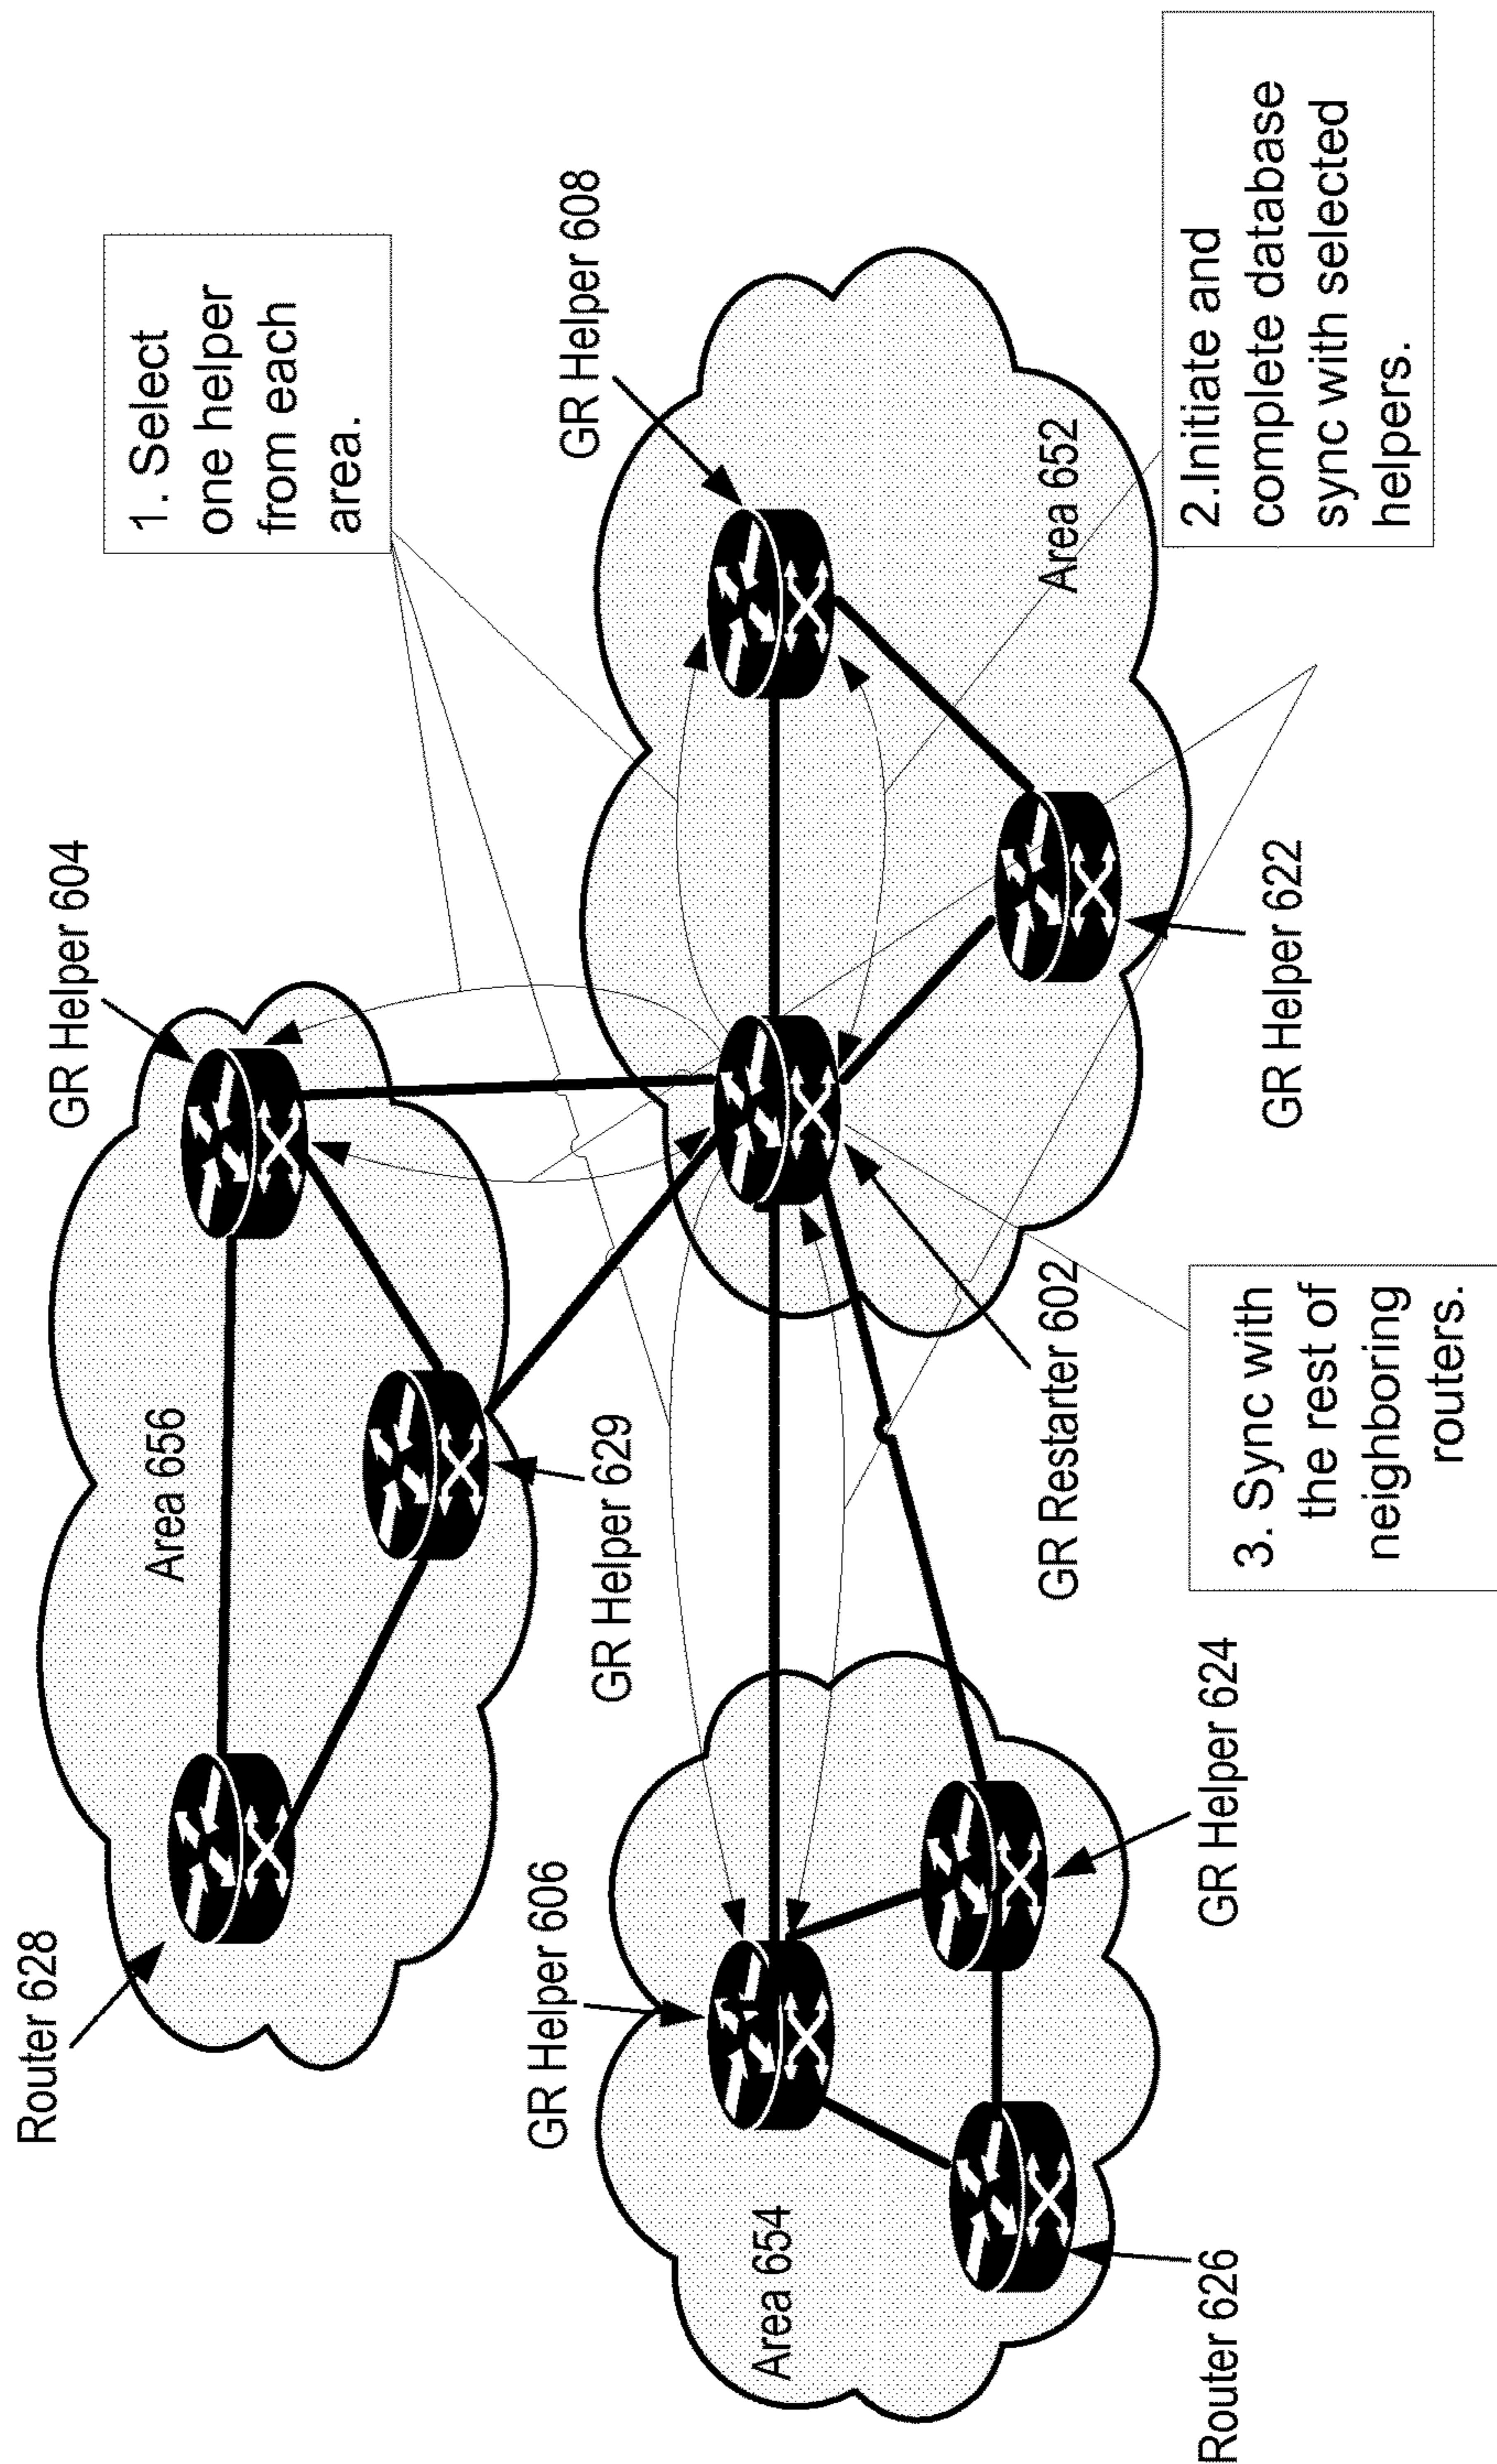 Router 628
Area 656
GR Helper 604
1. Select
one helper
from each
area.
GR Helper 629
GR Helper 606
GR Helper 608
Area 654
Area 652
GR Restarter 602
Router 626
GR Helper 624
GR Helper 622
3. Sync with
the rest of
neighboring
routers.
2.Initiate and
complete database
sync with selected
helpers.